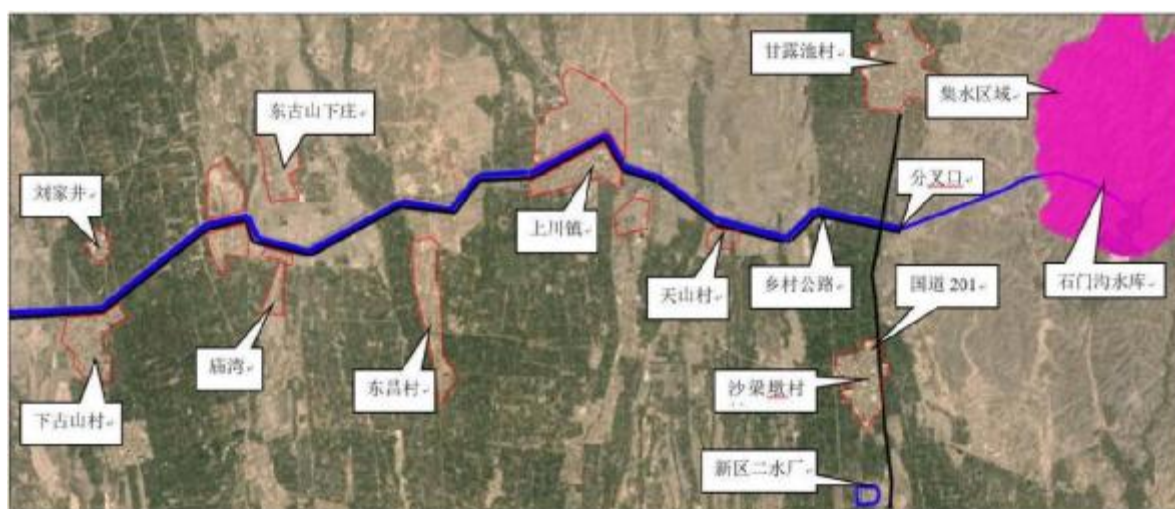 甘露池村
集水区域
东古山下庄
刘家井
分叉口
上川镇
天山村
乡村公路
国道 201
石门沟水库
庙湾
东昌村
沙梁墩村
下古山村
新区二水厂